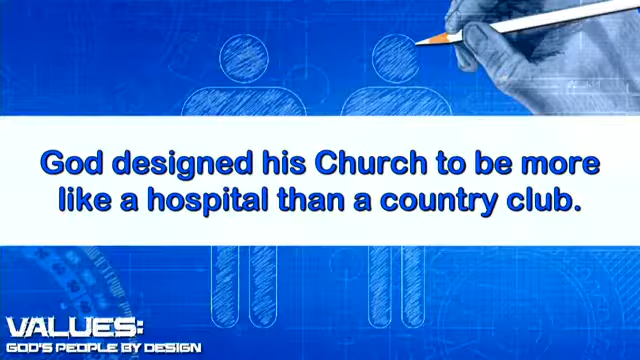 God designed his Church to be more
like a hospital than a country club.
VALUES:
GOD'S PEOPLE BY DESIGN